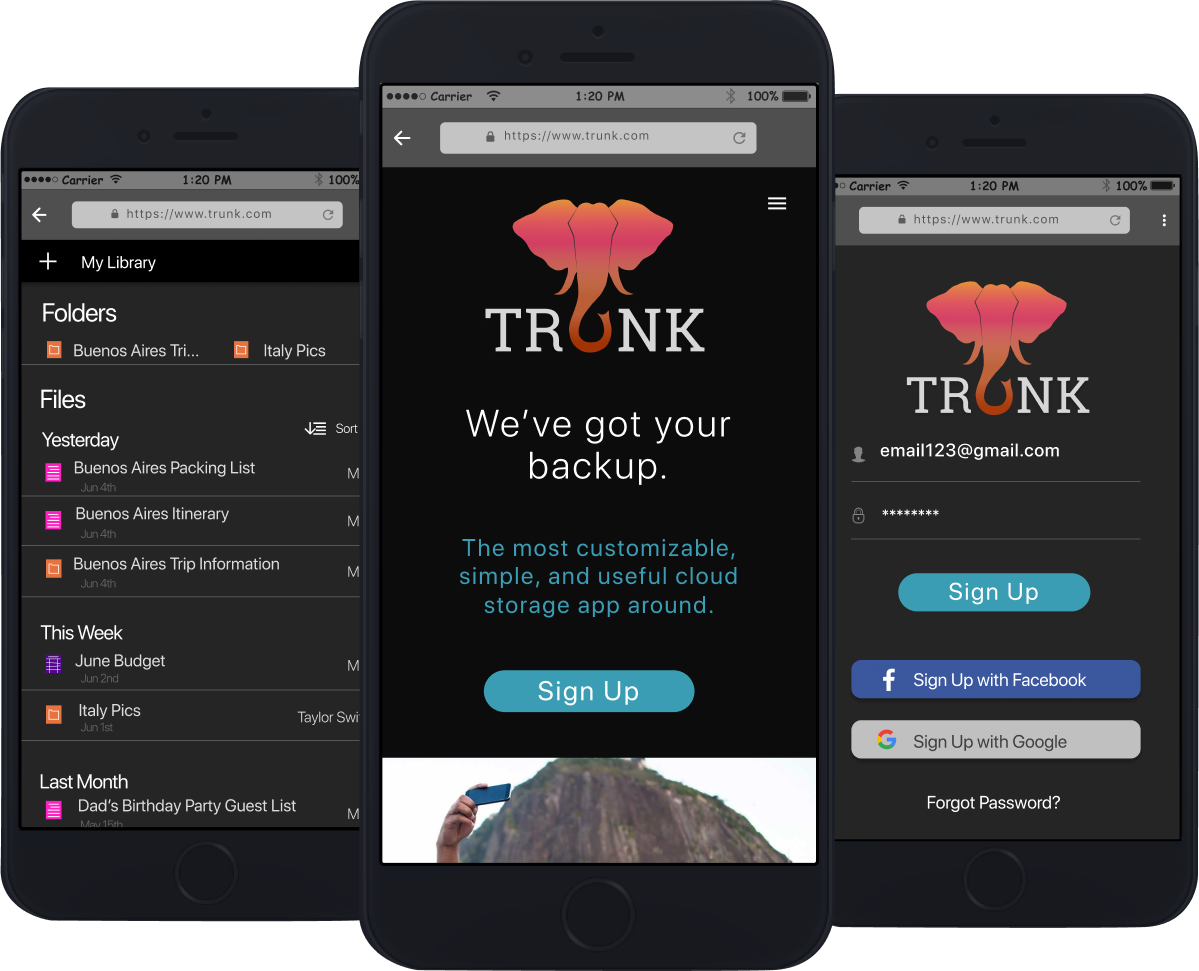 Carrier
1:20 PM
100%
https://www.trunk.com
My Library
Folders
Buenos Aires Tri...
Italy Pics
Files
Sort
Yesterday
Buenos Aires Packing List
M
Jun 4th
Buenos Aires Itinerary
M
Jun 4th
Buenos Aires Trip Information
M
Jun 4th
This Week
June Budget
M
Jun 2nd
Italy Pics
Taylor Swi
Jun 1st
Last Month
Dad's Birthday Party Guest List
M
May 15th
Carrier
1:20 PM
100%
https://www.trunk.com
TRUNK
We've got your
backup.
The most customizable,
simple, and useful cloud
storage app around.
Sign Up
Carrier
1:20 PM
100%
https://www.trunk.com
TRUNK
email123@gmail.com
********
Sign Up
Sign Up with Facebook
Sign Up with Google
Forgot Password?